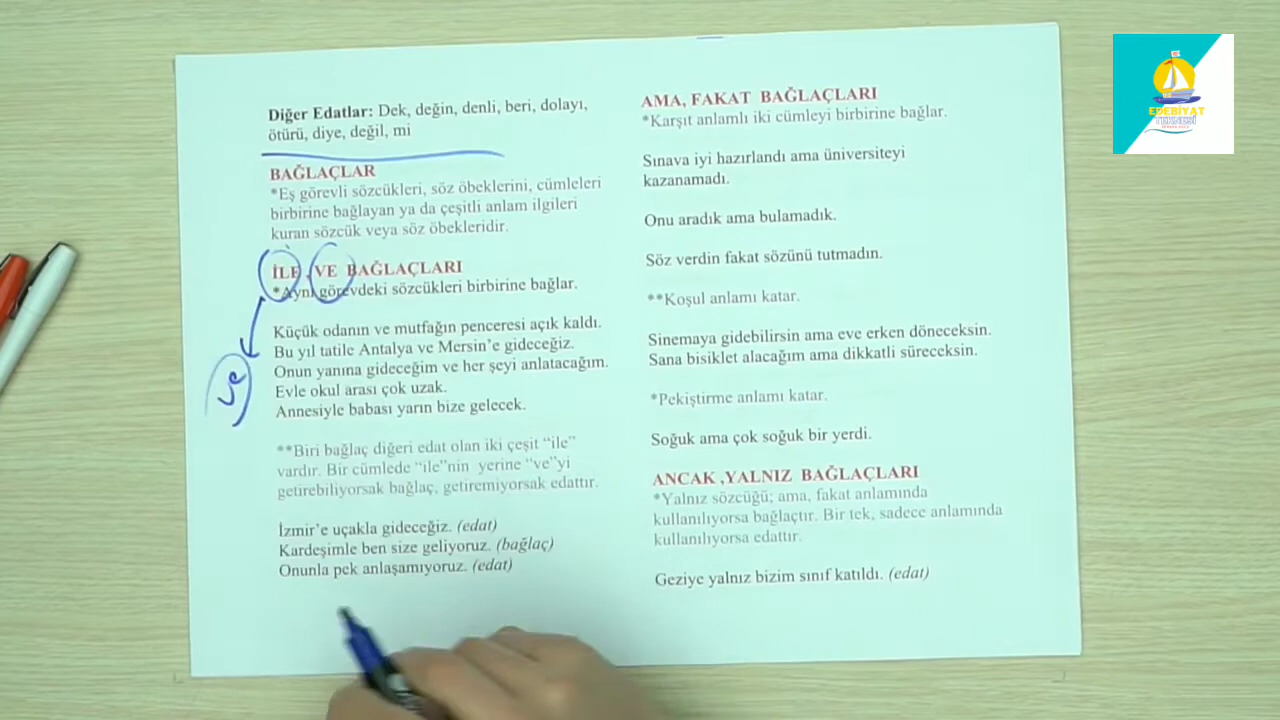 Diğer Edatlar: Dek, değin, denli, beri, dolayı,
ötürü, diye, değil, mi
BAĞLAÇLAR
*Eş görevli sözcükleri, söz öbeklerini, cümleleri
birbirine bağlayan ya da çeşitli anlam ilgileri
kuran sözcük veya söz öbekleridir.
İLE , VE BAĞLAÇLARI
*Aynı görevdeki sözcükleri birbirine bağlar.
ve
Küçük odanın ve mutfağın penceresi açık kaldı.
Bu yıl tatile Antalya ve Mersin’e gideceğiz.
Onun yanına gideceğim ve her şeyi anlatacağım.
Evle okul arası çok uzak.
Annesiyle babası yarın bize gelecek.
**Biri bağlaç diğeri edat olan iki çeşit “ile”
vardır. Bir cümlede “ile”nin yerine “ve”yi
getirebiliyorsak bağlaç, getiremiyorsak edattır.
İzmir’e uçakla gideceğiz. (edat)
Kardeşimle ben size geliyoruz. (bağlaç)
Onunla pek anlaşamıyoruz. (edat)
AMA, FAKAT BAĞLAÇLARI
*Karşıt anlamlı iki cümleyi birbirine bağlar.
Sınava iyi hazırlandı ama üniversiteyi
kazanamadı.
Onu aradık ama bulamadık.
Söz verdin fakat sözünü tutmadın.
**Koşul anlamı katar.
Sinemaya gidebilirsin ama eve erken döneceksin.
Sana bisiklet alacağım ama dikkatli süreceksin.
*Pekiştirme anlamı katar.
Soğuk ama çok soğuk bir yerdi.
ANCAK ,YALNIZ BAĞLAÇLARI
*Yalnız sözcüğü; ama, fakat anlamında
kullanılıyorsa bağlaçtır. Bir tek, sadece anlamında
kullanılıyorsa edattır.
Geziye yalnız bizim sınıf katıldı. (edat)
EDEBİYAT
TEKNESİ